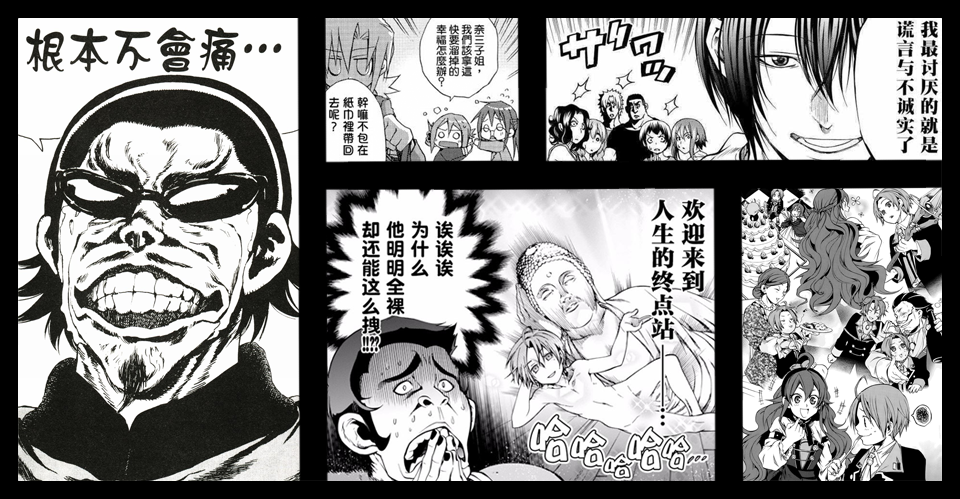 根本不會痛…
奈三子姐，
我們該拿這
快要溜掉的
幸福怎麼辦？
幹嘛不包在
紙巾裡帶回
去呢？
ザワッ
我最讨厌的就是
谎言与不诚实了
欢迎来到
人生的终点站
———……
诶诶诶
为什么
他明明全裸
却还能这么拽!!??
哈哈哈哈哈…